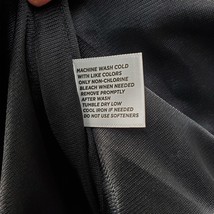 MACHINE WASH COLD
WITH LIKE COLORS
ONLY NON-CHLORINE
BLEACH WHEN NEEDED
REMOVE PROMPTLY
AFTER WASH
TUMBLE DRY LOW
COOL IRON IF NEEDED
DO NOT USE SOFTENERS